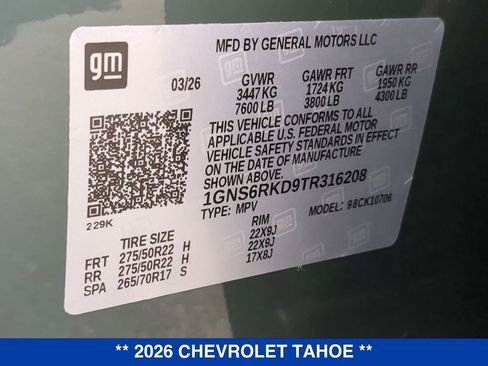 gm
MFD BY GENERAL MOTORS LLC
03/26
GVWR GAWR FRT GAWR RR
3447 KG 1724 KG 1950 KG
7600 LB 3800 LB 4300 LB
THIS VEHICLE CONFORMS TO ALL
APPLICABLE U.S. FEDERAL MOTOR
VEHICLE SAFETY STANDARDS IN EFFECT
ON THE DATE OF MANUFACTURE
SHOWN ABOVE.
1GNS6RKD9TR316208
TYPE: MPV MODEL: 98CK10706
229K
TIRE SIZE RIM
FRT 275/50R22 H 22X9J
RR 275/50R22 H 22X9J
SPA 265/70R17 S 17X8J
** 2026 CHEVROLET TAHOE **